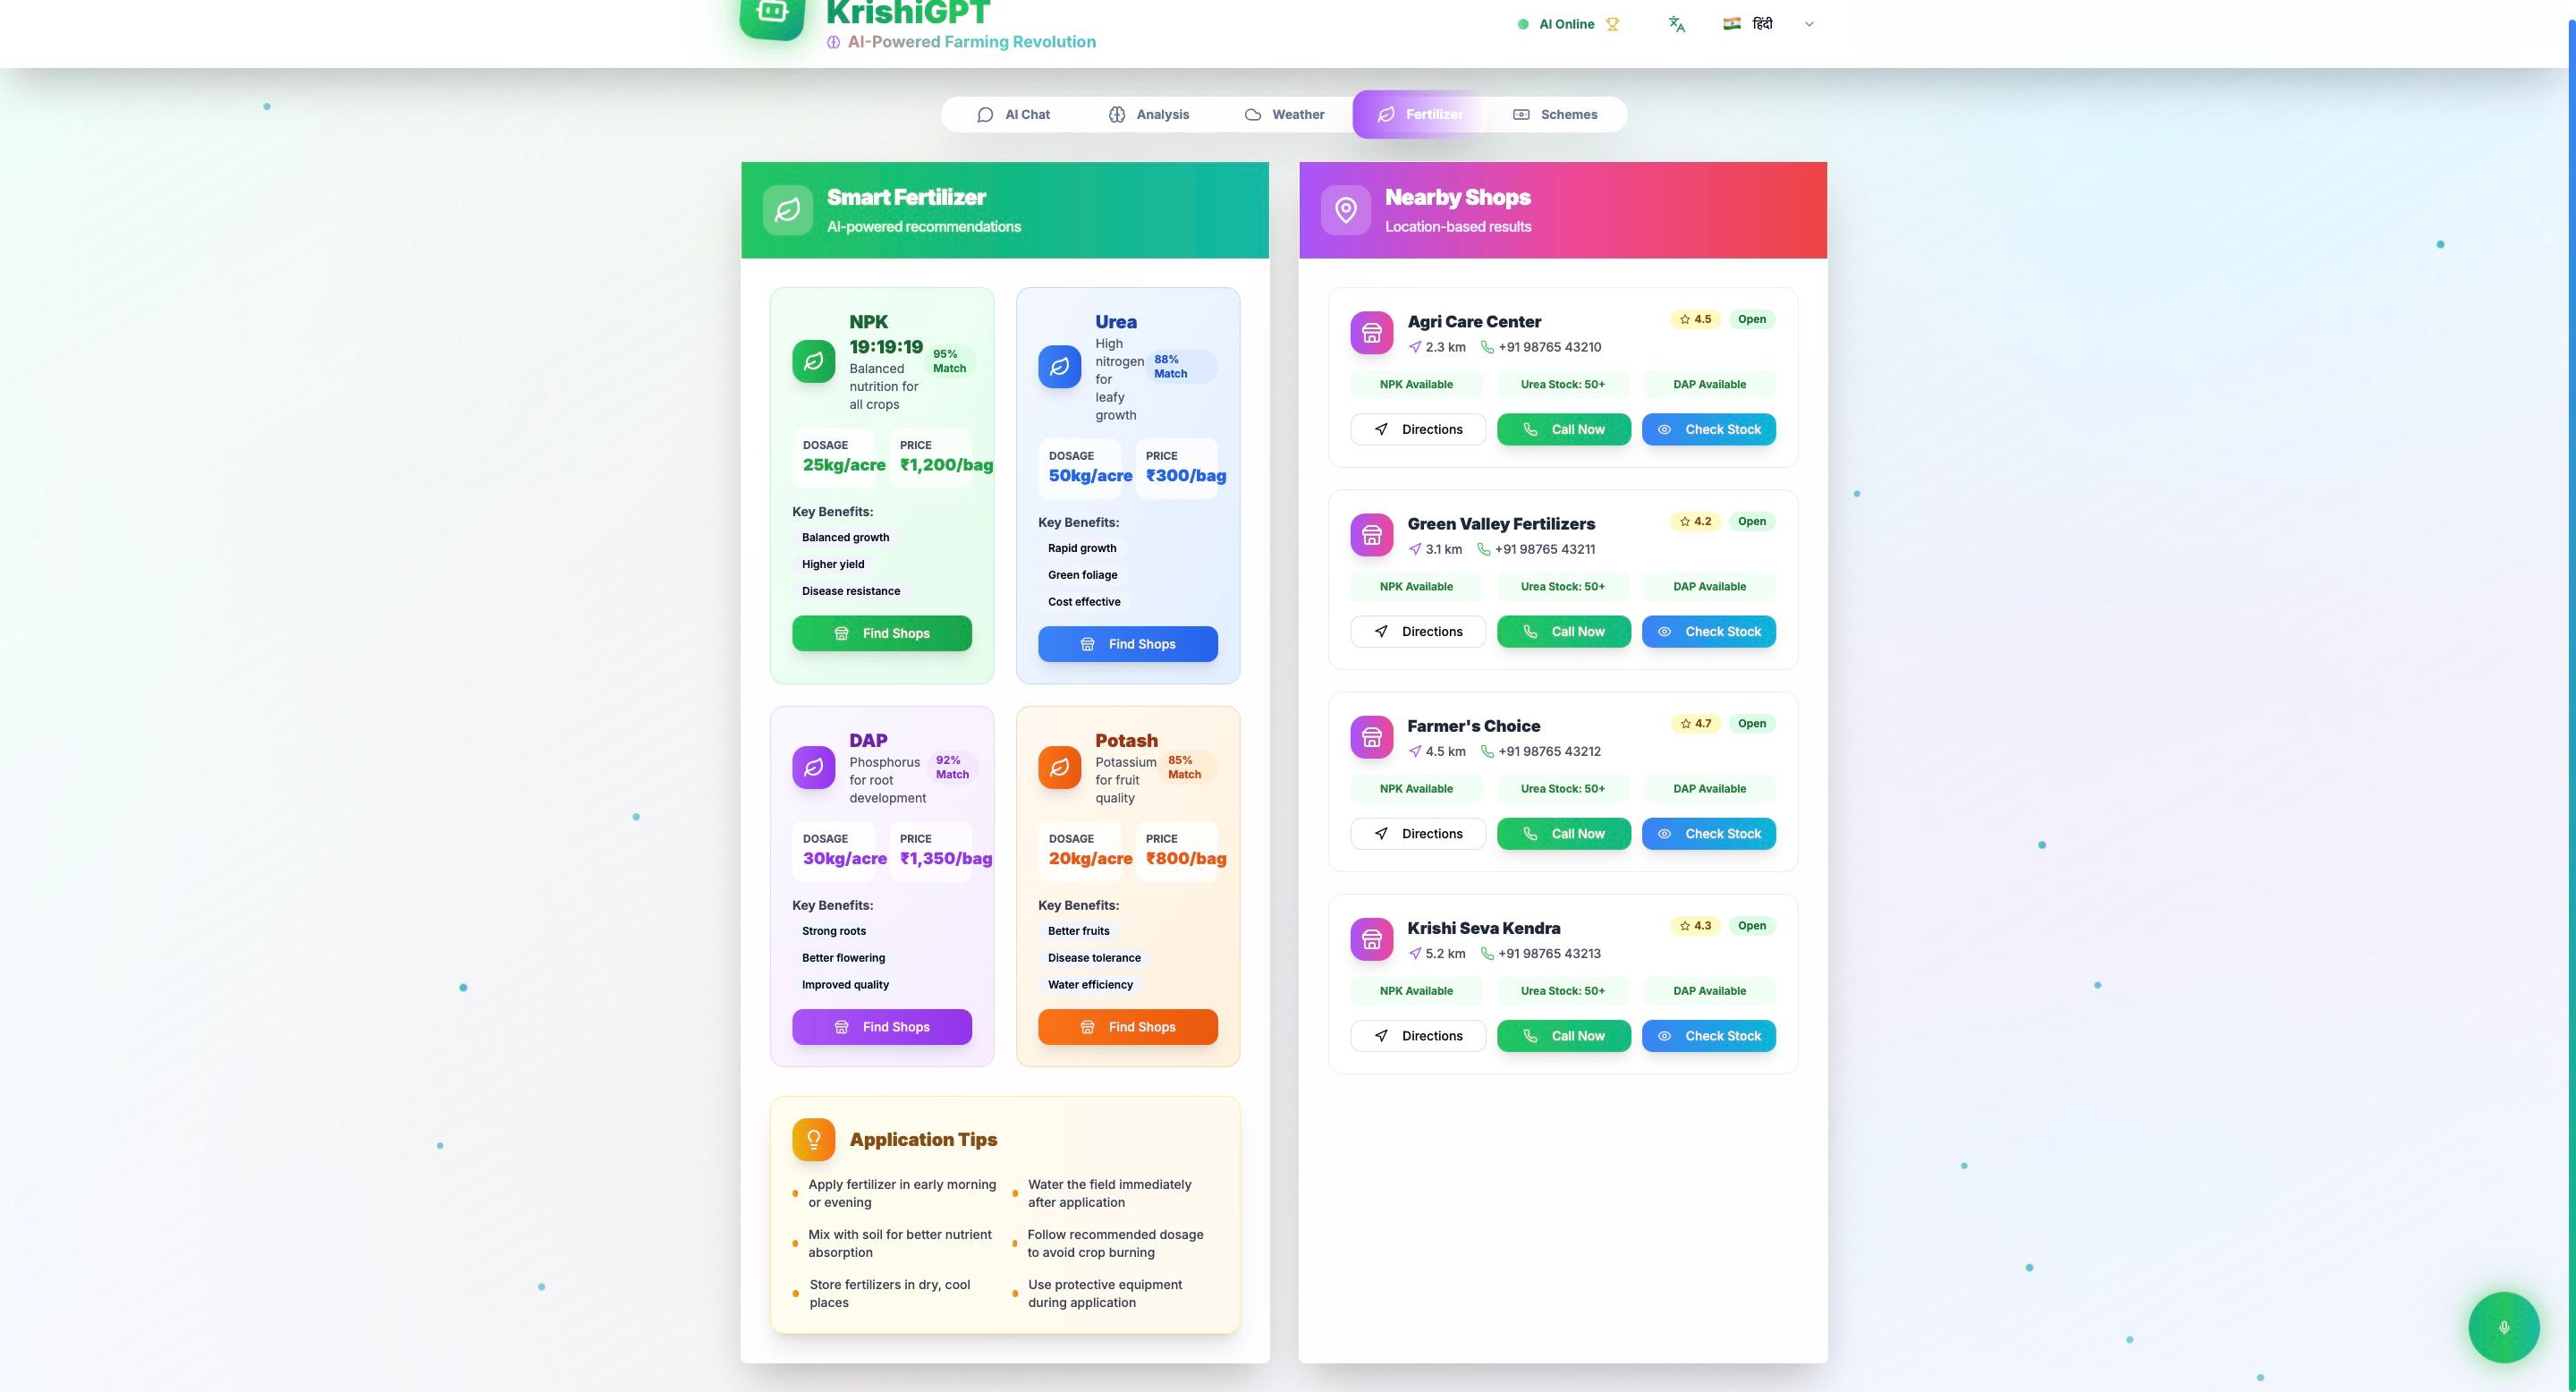 KrishiGPT
AI-Powered Farming Revolution
AI Online
🇮🇳 हिंदी
AI Chat
Analysis
Weather
Fertilizer
Schemes
Smart Fertilizer
AI-powered recommendations
NPK
19:19:19
Balanced
nutrition for
all crops
95%
Match
DOSAGE
25kg/acre
PRICE
₹1,200/bag
Key Benefits:
Balanced growth
Higher yield
Disease resistance
Find Shops
Urea
High
nitrogen
for
leafy
growth
88%
Match
DOSAGE
50kg/acre
PRICE
₹300/bag
Key Benefits:
Rapid growth
Green foliage
Cost effective
Find Shops
DAP
Phosphorus
for root
development
92%
Match
DOSAGE
30kg/acre
PRICE
₹1,350/bag
Key Benefits:
Strong roots
Better flowering
Improved quality
Find Shops
Potash
Potassium
for fruit
quality
85%
Match
DOSAGE
20kg/acre
PRICE
₹800/bag
Key Benefits:
Better fruits
Disease tolerance
Water efficiency
Find Shops
Application Tips
Apply fertilizer in early morning
or evening
Water the field immediately
after application
Mix with soil for better nutrient
absorption
Follow recommended dosage
to avoid crop burning
Store fertilizers in dry, cool
places
Use protective equipment
during application
Nearby Shops
Location-based results
Agri Care Center
4.5
Open
2.3 km
+91 98765 43210
NPK Available
Urea Stock: 50+
DAP Available
Directions
Call Now
Check Stock
Green Valley Fertilizers
4.2
Open
3.1 km
+91 98765 43211
NPK Available
Urea Stock: 50+
DAP Available
Directions
Call Now
Check Stock
Farmer's Choice
4.7
Open
4.5 km
+91 98765 43212
NPK Available
Urea Stock: 50+
DAP Available
Directions
Call Now
Check Stock
Krishi Seva Kendra
4.3
Open
5.2 km
+91 98765 43213
NPK Available
Urea Stock: 50+
DAP Available
Directions
Call Now
Check Stock